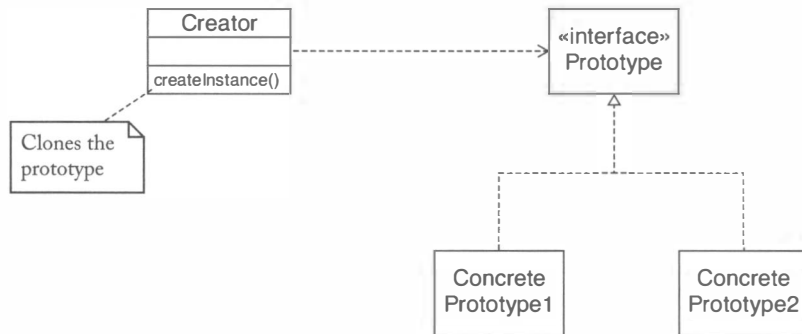 Creator
createInstance()
Clones the
prototype
«interface»
Prototype
Concrete
Prototype1
Concrete
Prototype2